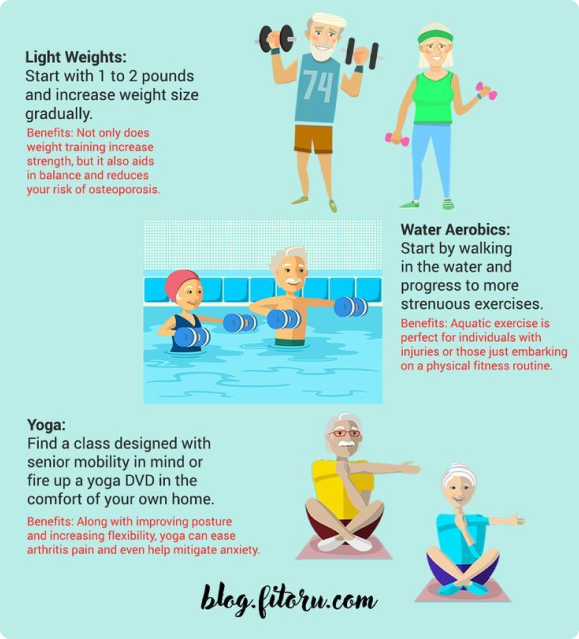 Light Weights:
Start with 1 to 2 pounds
and increase weight size
gradually.
Benefits: Not only does
weight training increase
strength, but it also aids
in balance and reduces
your risk of osteoporosis.
74
Water Aerobics:
Start by walking
in the water and
progress to more
strenuous exercises.
Benefits: Aquatic exercise is
perfect for individuals with
injuries or those just embarking
on a physical fitness routine.
Yoga:
Find a class designed with
senior mobility in mind or
fire up a yoga DVD in the
comfort of your own home.
Benefits: Along with improving posture
and increasing flexibility, yoga can ease
arthritis pain and even help mitigate anxiety.
blog.fitoru.com